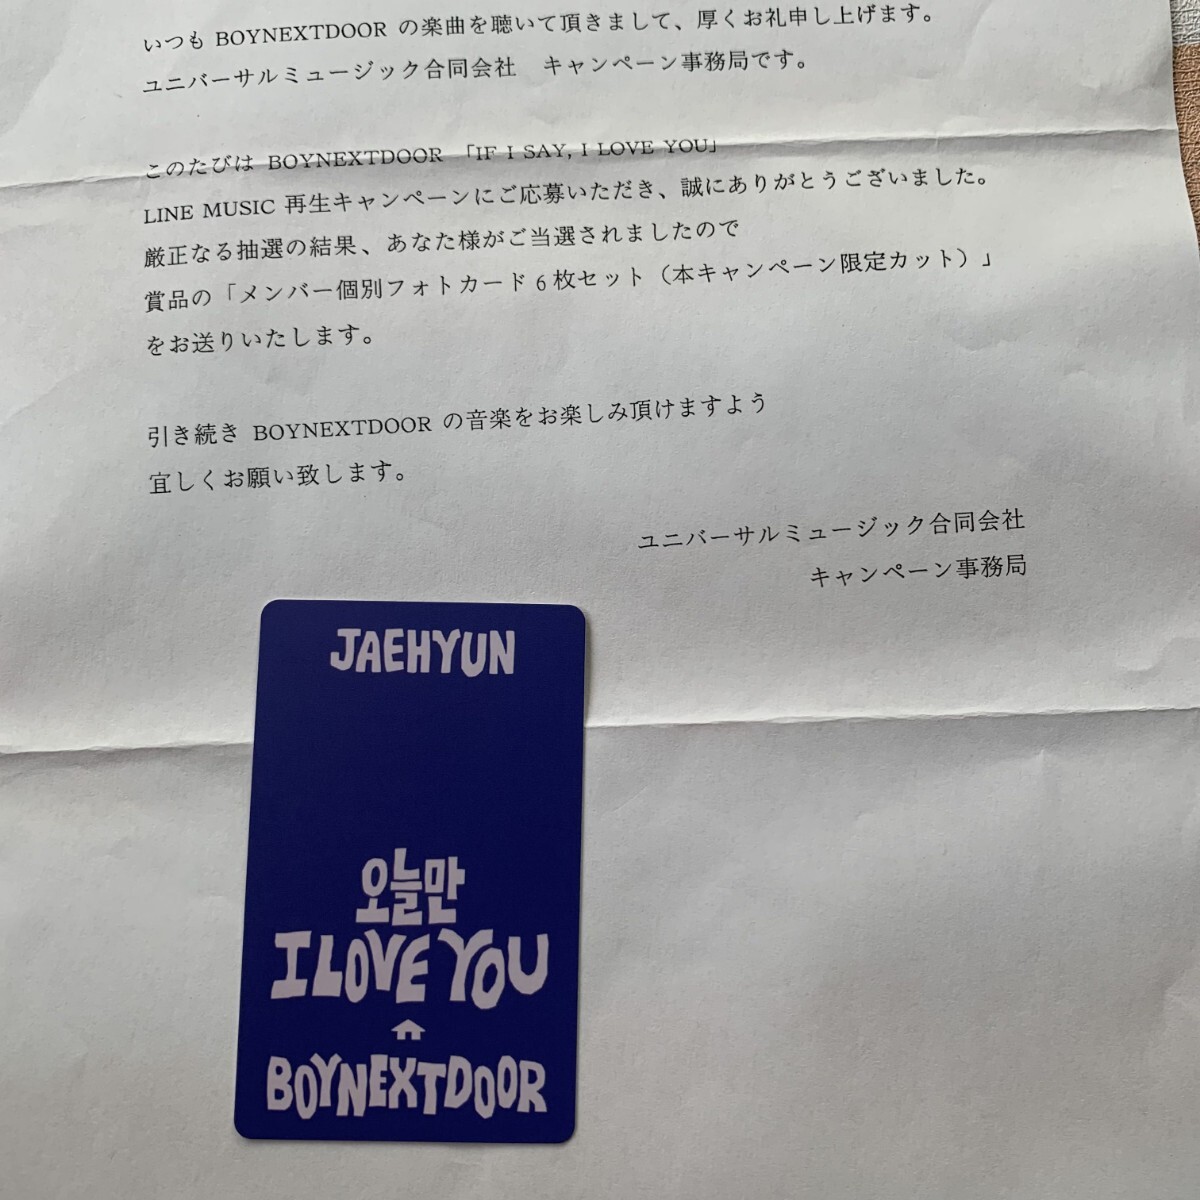 いつも BOYNEXTDOOR の楽曲を聴いて頂きまして、厚くお礼申し上げます。
ユニバーサルミュージック合同会社　キャンペーン事務局です。
このたびは BOYNEXTDOOR 「IF I SAY, I LOVE YOU」
LINE MUSIC 再生キャンペーンにご応募いただき、誠にありがとうございました。
厳正なる抽選の結果、あなた様がご当選されましたので
賞品の「メンバー個別フォトカード 6 枚セット（本キャンペーン限定カット）」
をお送りいたします。
引き続き BOYNEXTDOOR の音楽をお楽しみ頂けますよう
宜しくお願い致します。
ユニバーサルミュージック合同会社
キャンペーン事務局
JAEHYUN
오늘만
I LOVE YOU
BOYNEXTDOOR